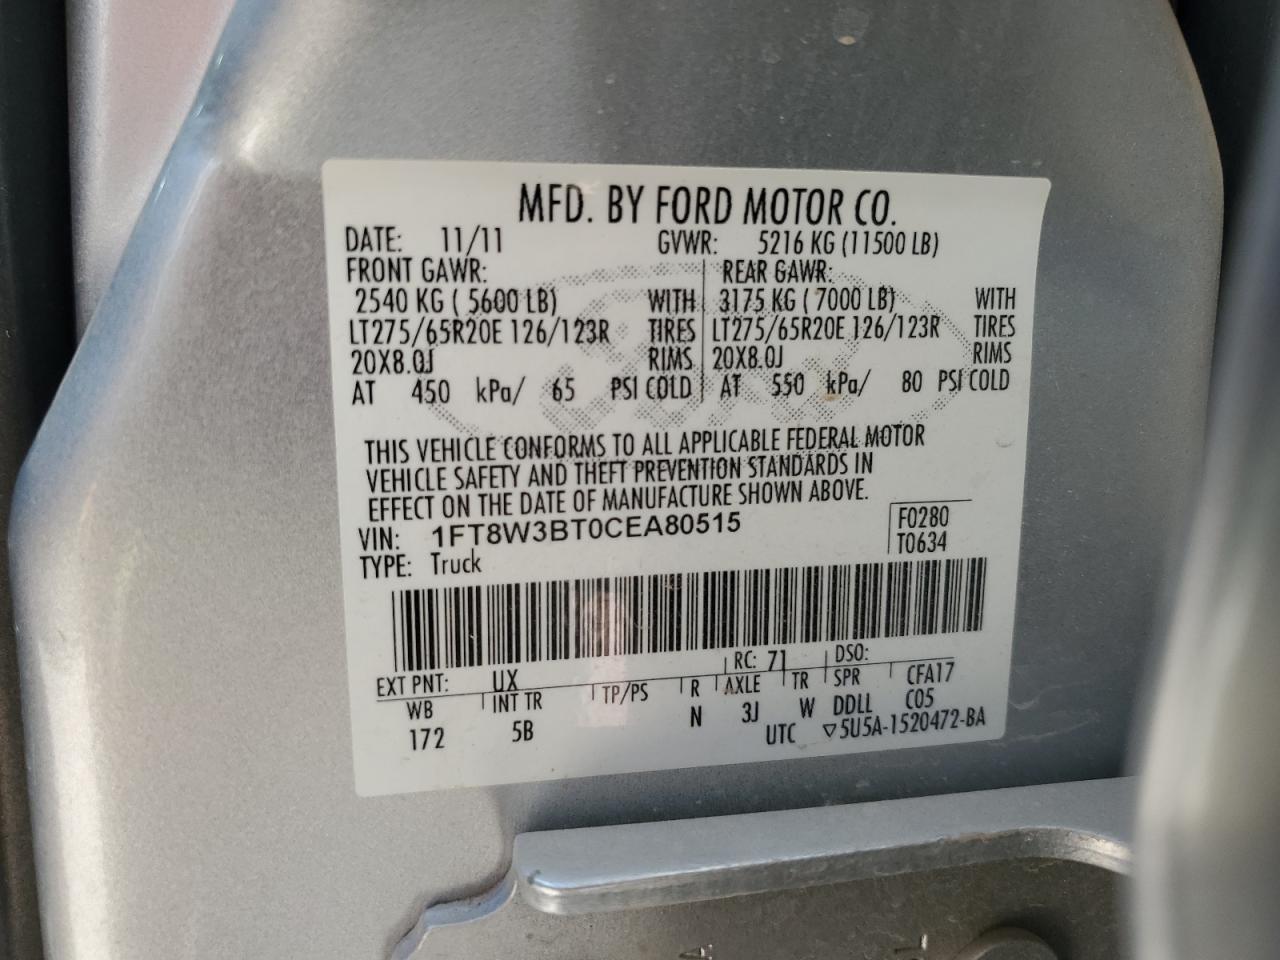 MFD. BY FORD MOTOR CO.
DATE: 11/11 GVWR: 5216 KG (11500 LB)
FRONT GAWR: REAR GAWR:
2540 KG ( 5600 LB) WITH 3175 KG ( 7000 LB) WITH
LT275/65R20E 126/123R TIRES LT275/65R20E 126/123R TIRES
20X8.0J RIMS 20X8.0J RIMS
AT 450 kPa/ 65 PSI COLD AT 550 kPa/ 80 PSI COLD
THIS VEHICLE CONFORMS TO ALL APPLICABLE FEDERAL MOTOR
VEHICLE SAFETY AND THEFT PREVENTION STANDARDS IN
EFFECT ON THE DATE OF MANUFACTURE SHOWN ABOVE.
VIN: 1FT8W3BT0CEA80515 F0280
TYPE: Truck T0634
EXT PNT: UX RC: 71 DSO:
WB INT TR TP/PS R AXLE TR SPR CFA17
172 5B N 3J W DDLL C05
UTC ▽5U5A-1520472-BA